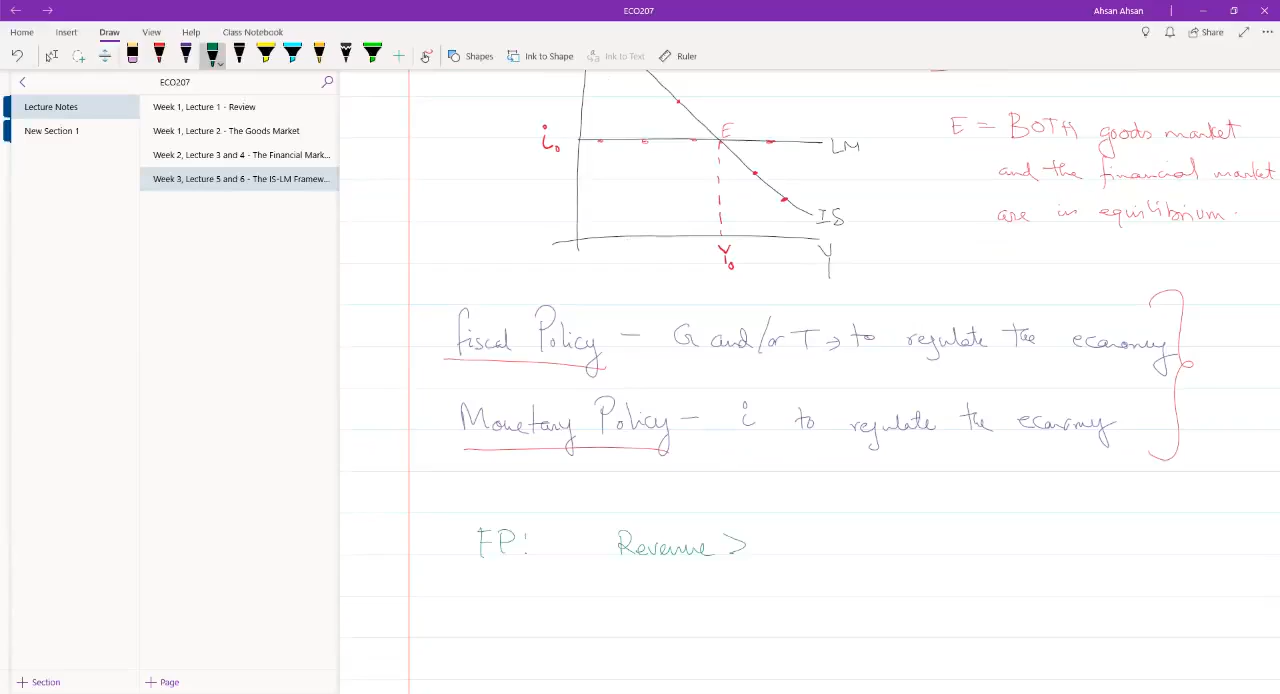 ECO207
Ahsan Ahsan
Home Insert Draw View Help Class Notebook
Share
Shapes Ink to Shape Ink to Text Ruler
ECO207
Lecture Notes
New Section 1
Week 1, Lecture 1 - Review
Week 1, Lecture 2 - The Goods Market
Week 2, Lecture 3 and 4 - The Financial Mark...
Week 3, Lecture 5 and 6 - The IS-LM Framew...
i₀
E
LM
IS
Y₀
Y
E = BOTH goods market
and the financial market
are in equilibrium.
Fiscal Policy - G and/or T → to regulate the economy
Monetary Policy - i to regulate the economy
FP: Revenue >
+ Section
+ Page